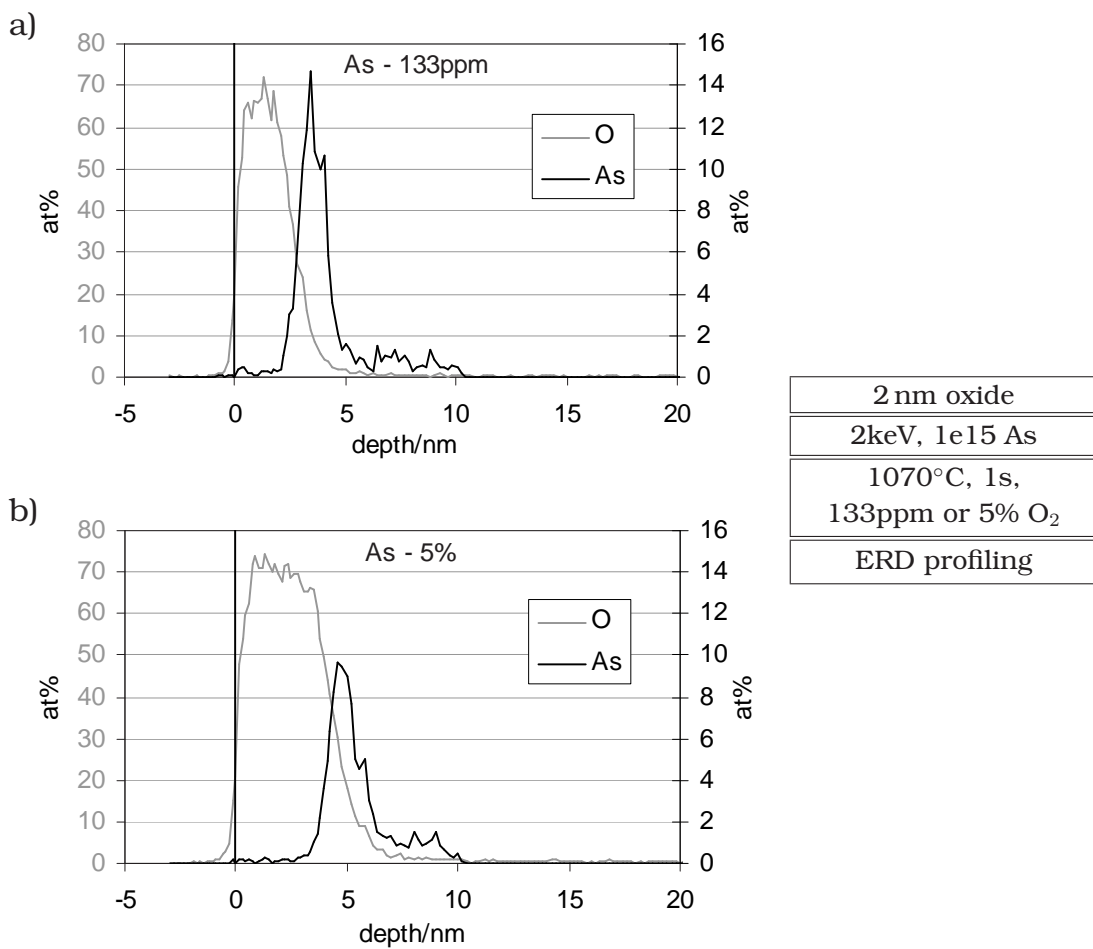 a)
As - 133ppm
80
70
60
50
40
30
20
10
0
at%
16
14
12
10
8
6
4
2
0
at%
O
As
-5 0 5 10 15 20
depth/nm
b)
As - 5%
80
70
60
50
40
30
20
10
0
at%
16
14
12
10
8
6
4
2
0
at%
O
As
-5 0 5 10 15 20
depth/nm
2 nm oxide
2keV, 1e15 As
1070°C, 1s,
133ppm or 5% O₂
ERD profiling